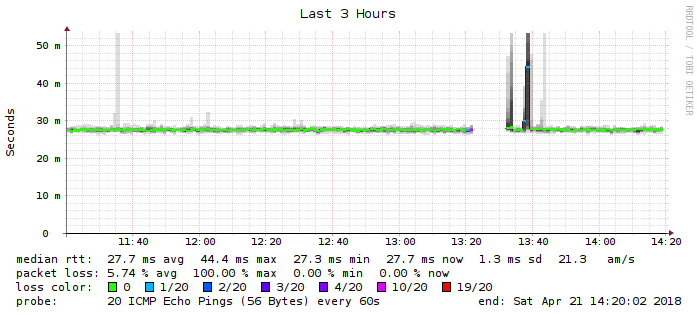 Last 3 Hours
RRDTOOL / TOBI OETIKER
Seconds
50 m
40 m
30 m
20 m
10 m
0
11:40 12:00 12:20 12:40 13:00 13:20 13:40 14:00 14:20
median rtt: 27.7 ms avg 44.4 ms max 27.3 ms min 27.7 ms now 1.3 ms sd 21.3 am/s
packet loss: 5.74 % avg 100.00 % max 0.00 % min 0.00 % now
loss color: 0 1/20 2/20 3/20 4/20 10/20 19/20
probe: 20 ICMP Echo Pings (56 Bytes) every 60s end: Sat Apr 21 14:20:02 2018